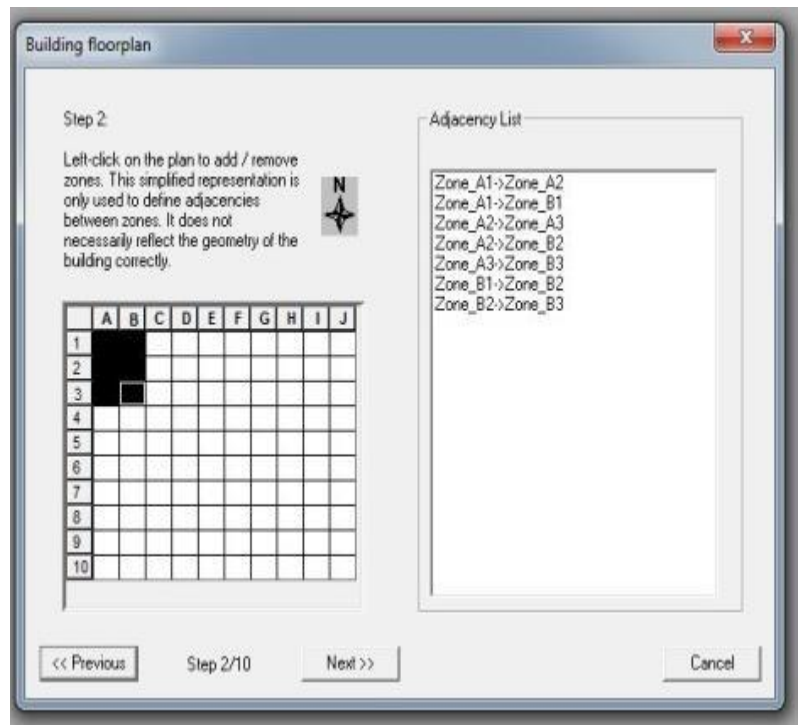 Building floorplan
Step 2:
Left-click on the plan to add / remove
zones. This simplified representation is
only used to define adjacencies
between zones. It does not
necessarily reflect the geometry of the
building correctly.
N
A B C D E F G H I J
1
2
3
4
5
6
7
8
9
10
Adjacency List
Zone_A1->Zone_A2
Zone_A1->Zone_B1
Zone_A2->Zone_A3
Zone_A2->Zone_B2
Zone_A3->Zone_B3
Zone_B1->Zone_B2
Zone_B2->Zone_B3
<< Previous
Step 2/10
Next >>
Cancel